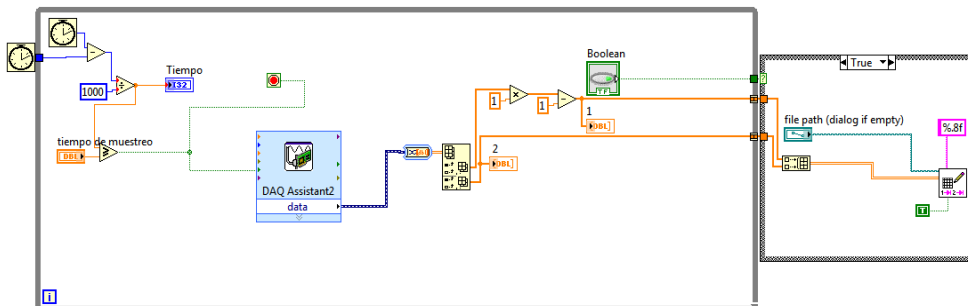 True
Boolean
Tiempo
1000
I32
1
1
1
DBL
TF
file path (dialog if empty)
%.8f
tiempo de muestreo
DBL
2
DBL
DAQ Assistant2
data
T
i